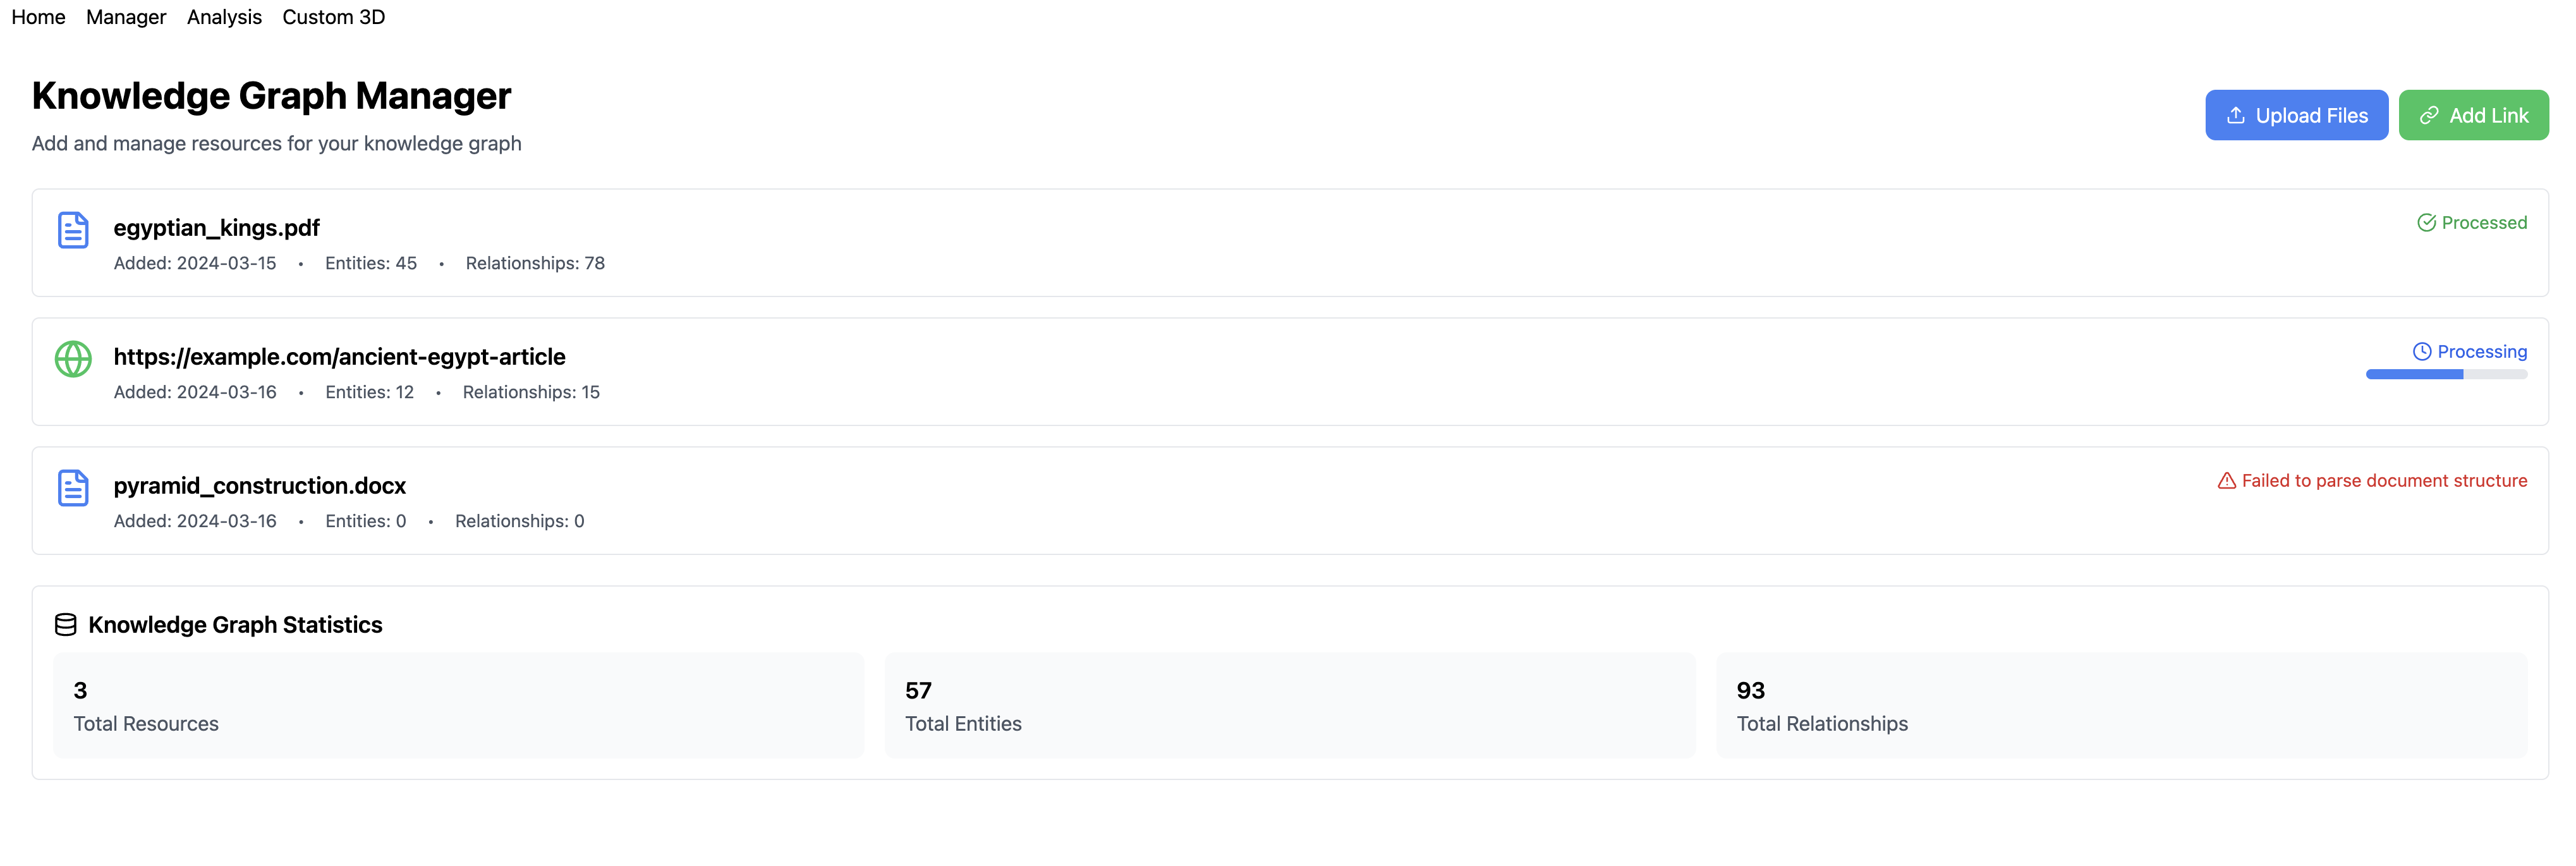 Home Manager Analysis Custom 3D
Knowledge Graph Manager
Add and manage resources for your knowledge graph
Upload Files
Add Link
egyptian_kings.pdf
Added: 2024-03-15 • Entities: 45 • Relationships: 78
Processed
https://example.com/ancient-egypt-article
Added: 2024-03-16 • Entities: 12 • Relationships: 15
Processing
pyramid_construction.docx
Added: 2024-03-16 • Entities: 0 • Relationships: 0
Failed to parse document structure
Knowledge Graph Statistics
3
Total Resources
57
Total Entities
93
Total Relationships